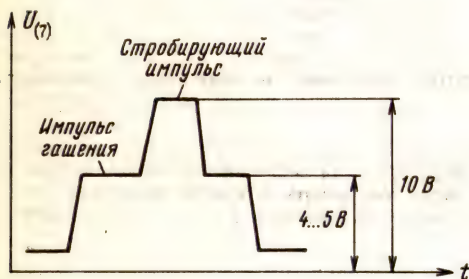 U(7)
Стробирующий
импульс
Импульс
гашения
10 В
4...5 В
t